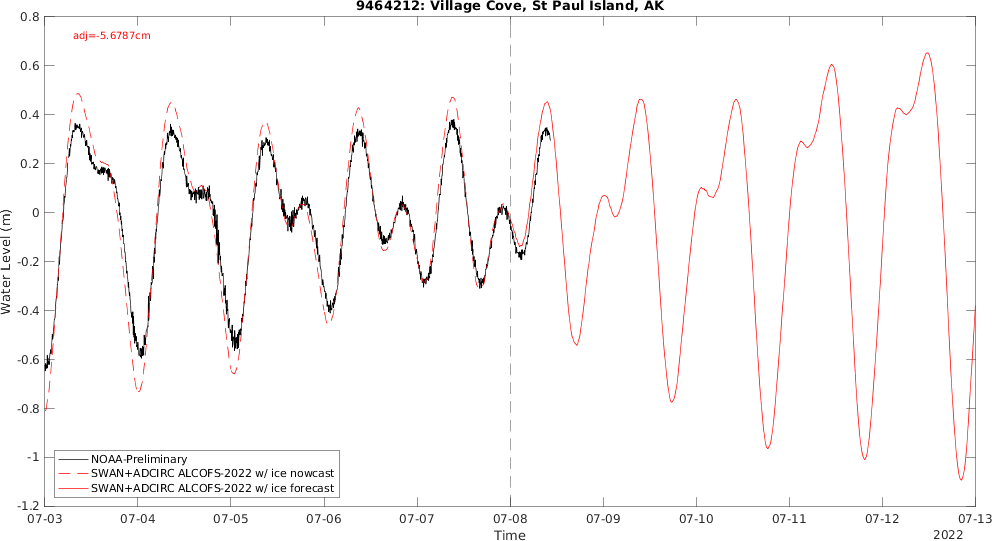 9464212: Village Cove, St Paul Island, AK
adj=-5.6787cm
0.8
0.6
0.4
0.2
0
-0.2
-0.4
-0.6
-0.8
-1
-1.2
Water Level (m)
NOAA-Preliminary
SWAN+ADCIRC ALCOFS-2022 w/ ice nowcast
SWAN+ADCIRC ALCOFS-2022 w/ ice forecast
07-03 07-04 07-05 07-06 07-07 07-08 07-09 07-10 07-11 07-12 07-13
Time
2022